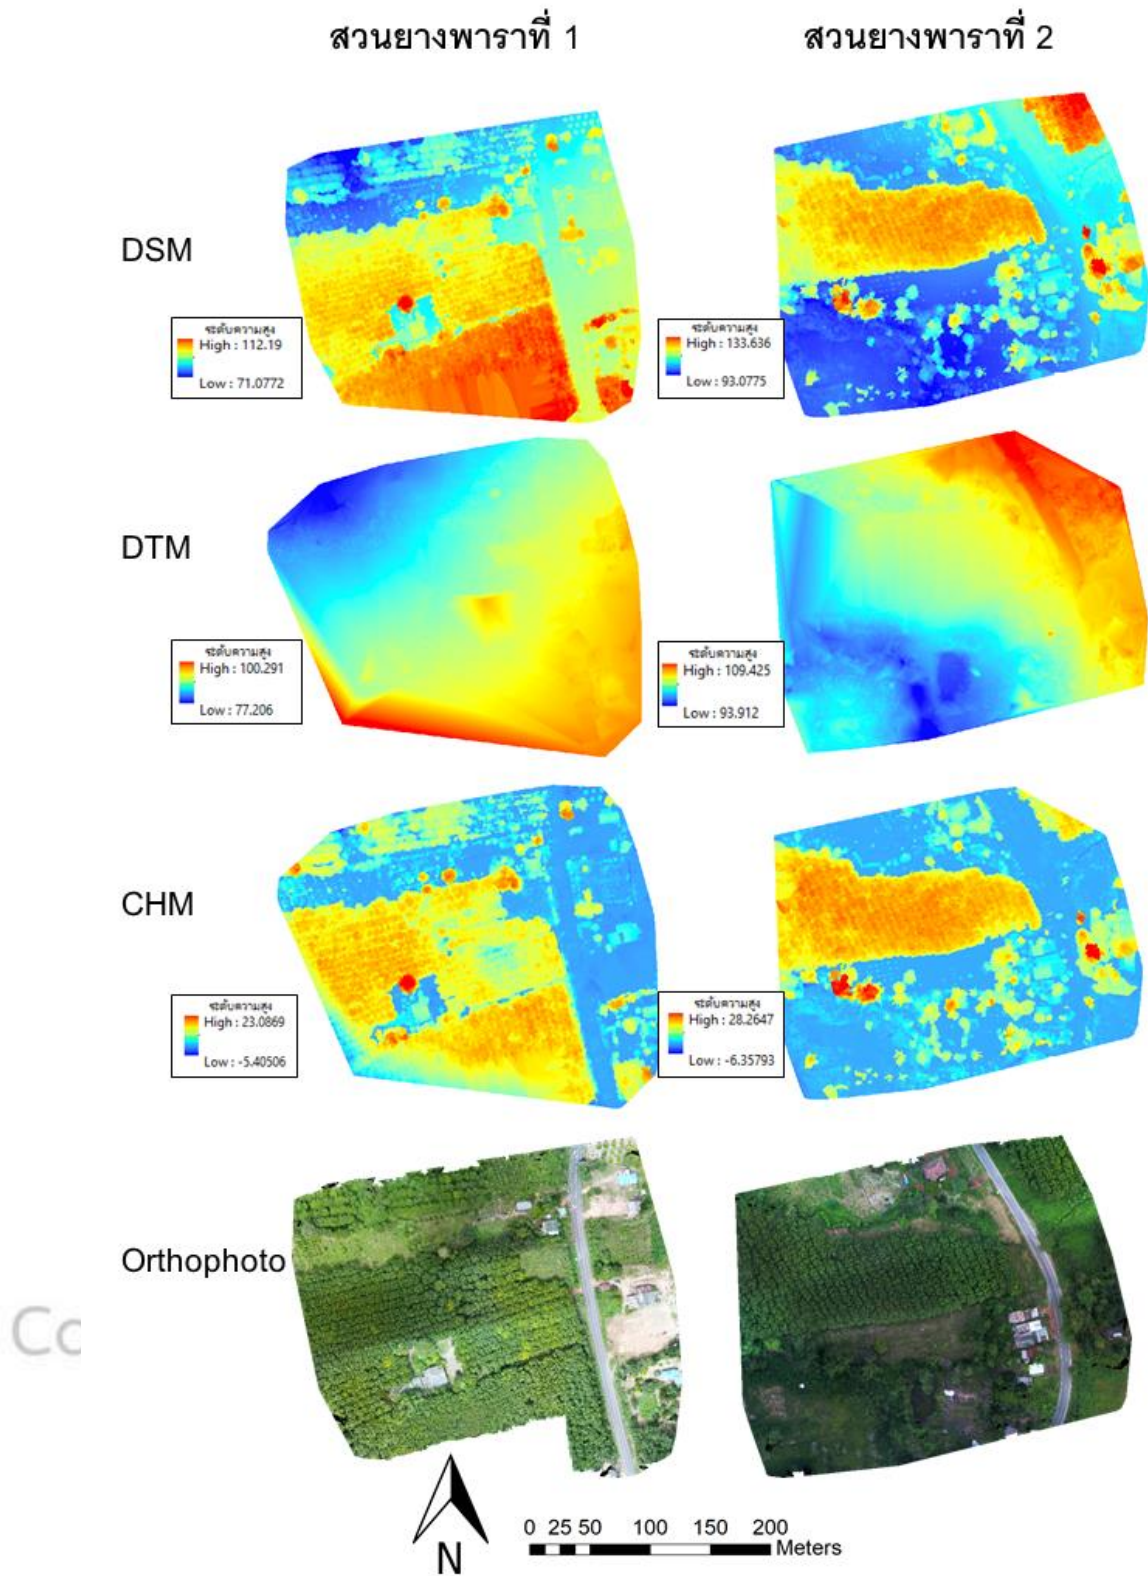 สวนยางพาราที่ 1
สวนยางพาราที่ 2
DSM
ระดับความสูง
High : 112.19
Low : 71.0772
ระดับความสูง
High : 133.636
Low : 93.0775
DTM
ระดับความสูง
High : 100.291
Low : 77.206
ระดับความสูง
High : 109.425
Low : 93.912
CHM
ระดับความสูง
High : 23.0869
Low : -5.40506
ระดับความสูง
High : 28.2647
Low : -6.35793
Orthophoto
Co
N
0 25 50 100 150 200
Meters